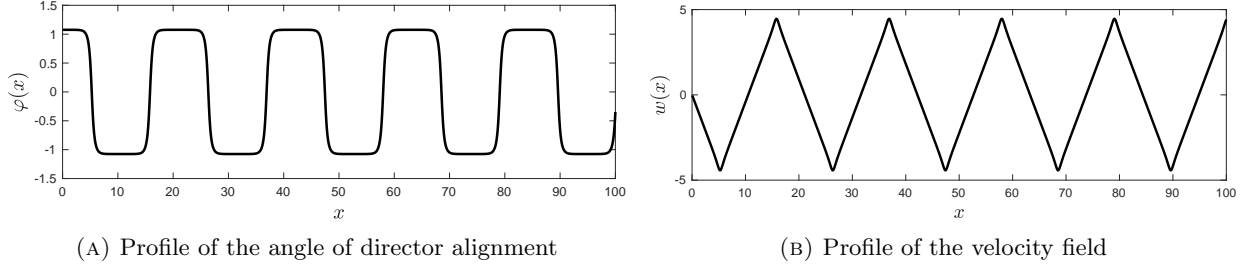 1.5
1
0.5
0
-0.5
-1
-1.5
φ(x)
0 10 20 30 40 50 60 70 80 90 100
x
(A) Profile of the angle of director alignment
5
0
-5
w(x)
0 10 20 30 40 50 60 70 80 90 100
x
(B) Profile of the velocity field